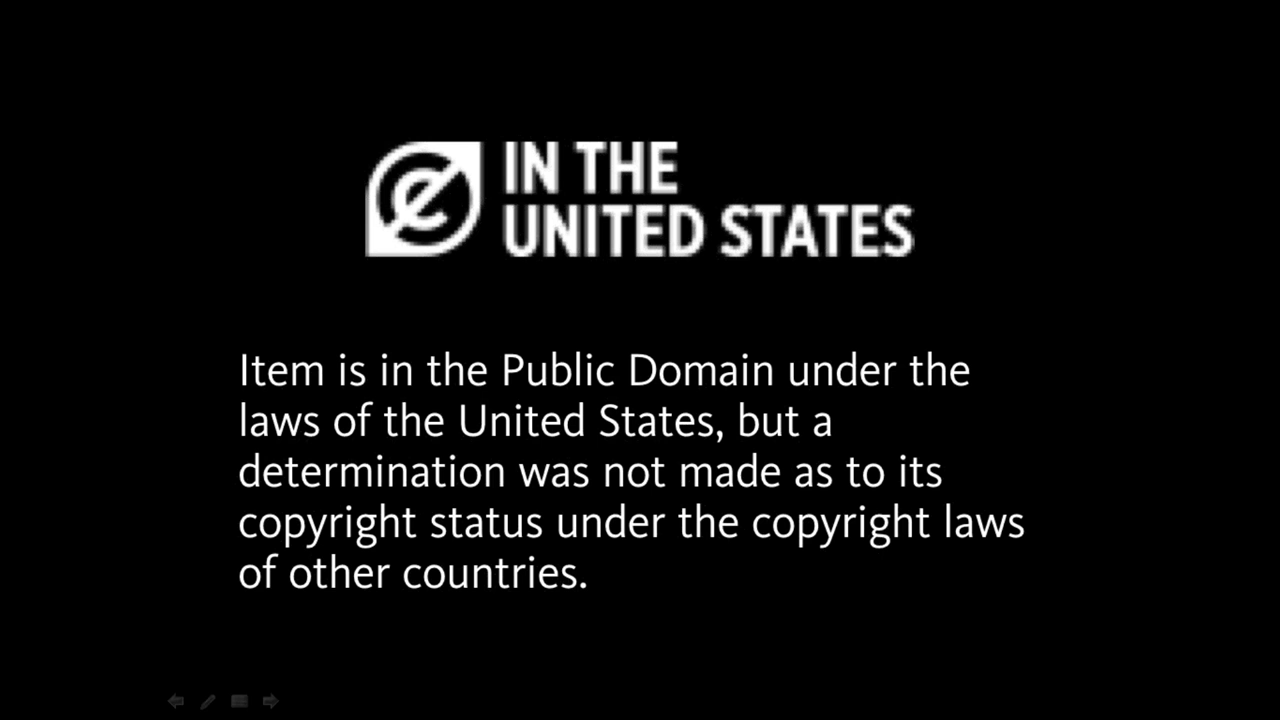 IN THE
UNITED STATES
Item is in the Public Domain under the
laws of the United States, but a
determination was not made as to its
copyright status under the copyright laws
of other countries.